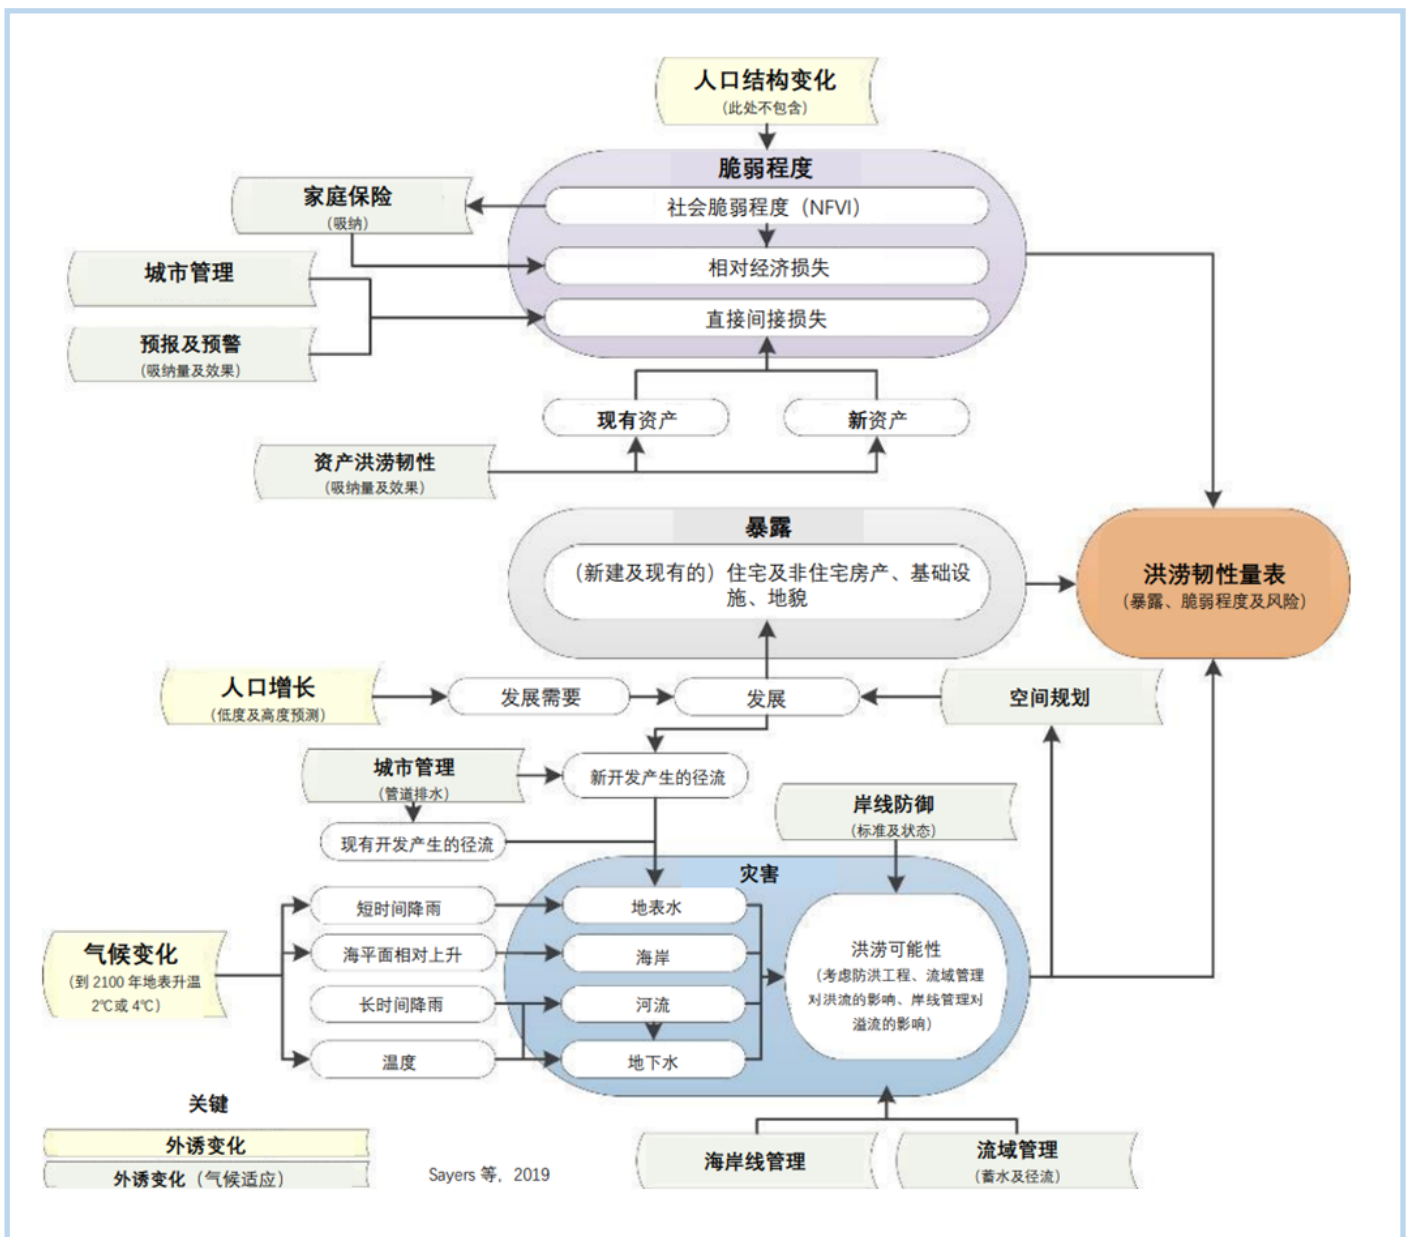 人口结构变化
（此处不包含）
脆弱程度
家庭保险
（吸纳）
社会脆弱程度（NFVI）
城市管理
相对经济损失
直接间接损失
预报及预警
（吸纳量及效果）
现有资产
新资产
资产洪涝韧性
（吸纳量及效果）
暴露
（新建及现有的）住宅及非住宅房产、基础设
施、地貌
洪涝韧性量表
（暴露、脆弱程度及风险）
人口增长
（低度及高度预测）
发展需要
发展
空间规划
城市管理
（管道排水）
新开发产生的径流
岸线防御
（标准及状态）
现有开发产生的径流
灾害
短时间降雨
地表水
气候变化
（到 2100 年地表升温
2℃或 4℃）
海平面相对上升
海岸
洪涝可能性
（考虑防洪工程、流域管理
对洪流的影响、岸线管理对
溢流的影响）
长时间降雨
河流
温度
地下水
关键
外诱变化
外诱变化（气候适应）
Sayers 等，2019
海岸线管理
流域管理
（蓄水及径流）